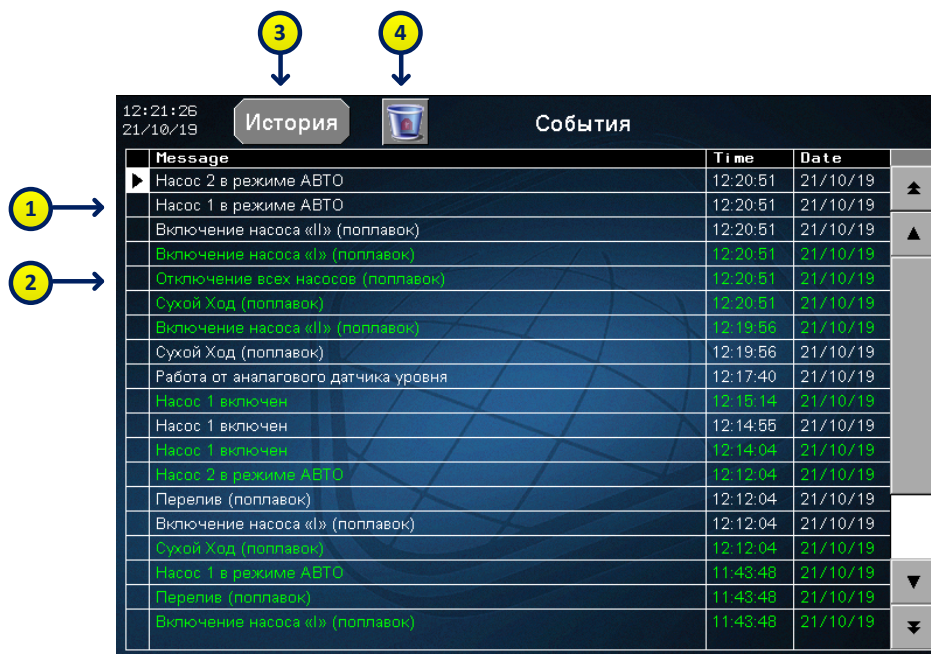 3 4
12:21:26
21/10/19
История
События
Message Time Date
Насос 2 в режиме АВТО 12:20:51 21/10/19
1
Насос 1 в режиме АВТО 12:20:51 21/10/19
Включение насоса «II» (поплавок) 12:20:51 21/10/19
Включение насоса «I» (поплавок) 12:20:51 21/10/19
2
Отключение всех насосов (поплавок) 12:20:51 21/10/19
Сухой Ход (поплавок) 12:20:51 21/10/19
Включение насоса «II» (поплавок) 12:19:56 21/10/19
Сухой Ход (поплавок) 12:19:56 21/10/19
Работа от аналагового датчика уровня 12:17:40 21/10/19
Насос 1 включен 12:15:14 21/10/19
Насос 1 включен 12:14:55 21/10/19
Насос 1 включен 12:14:04 21/10/19
Насос 2 в режиме АВТО 12:12:04 21/10/19
Перелив (поплавок) 12:12:04 21/10/19
Включение насоса «I» (поплавок) 12:12:04 21/10/19
Сухой Ход (поплавок) 12:12:04 21/10/19
Насос 1 в режиме АВТО 11:43:48 21/10/19
Перелив (поплавок) 11:43:48 21/10/19
Включение насоса «I» (поплавок) 11:43:48 21/10/19